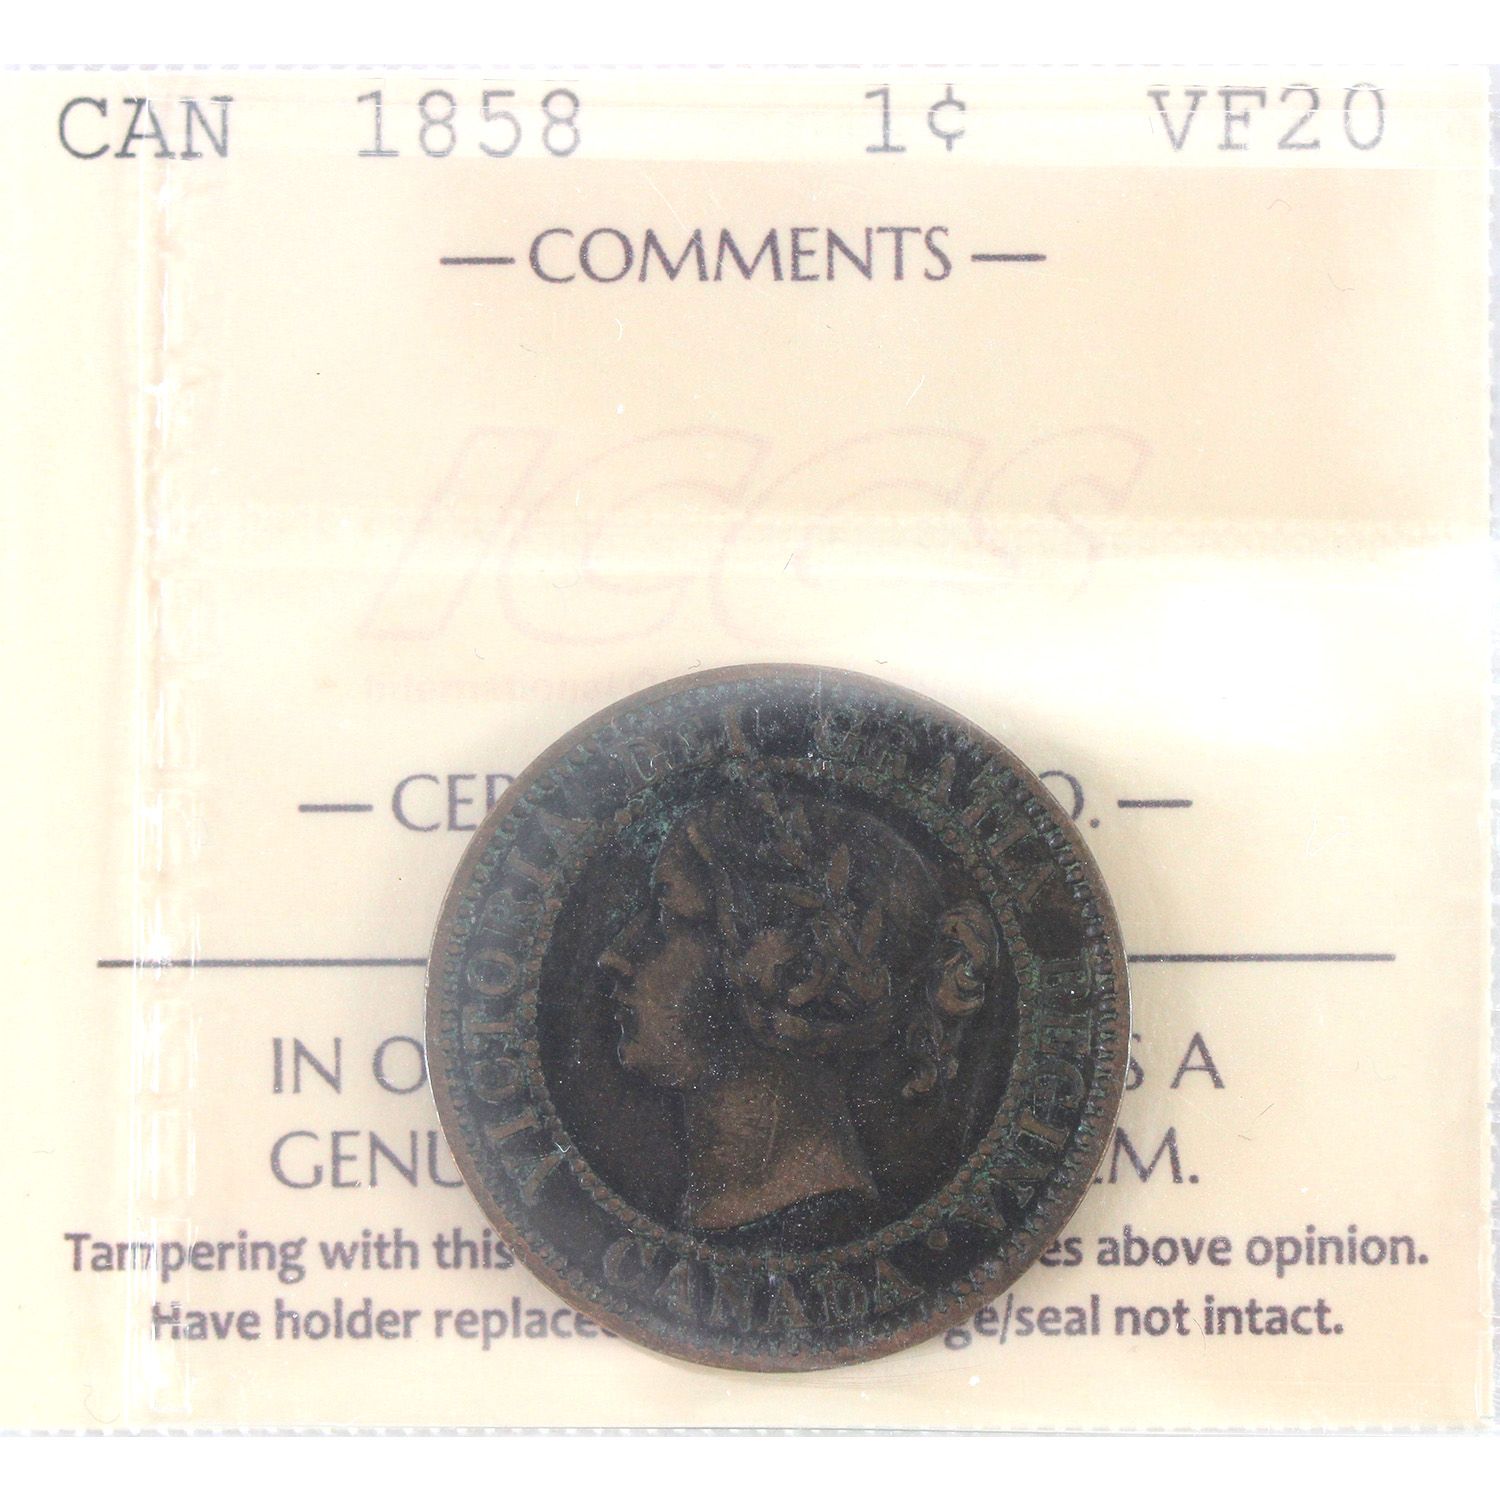 CAN 1858 1¢ VF20
— COMMENTS —
ICCS
— CER O. —
IN O S A
GENU M.
Tampering with this es above opinion.
Have holder replace ge/seal not intact.
VICTORIA DEI GRATIA REGINA.
CANADA